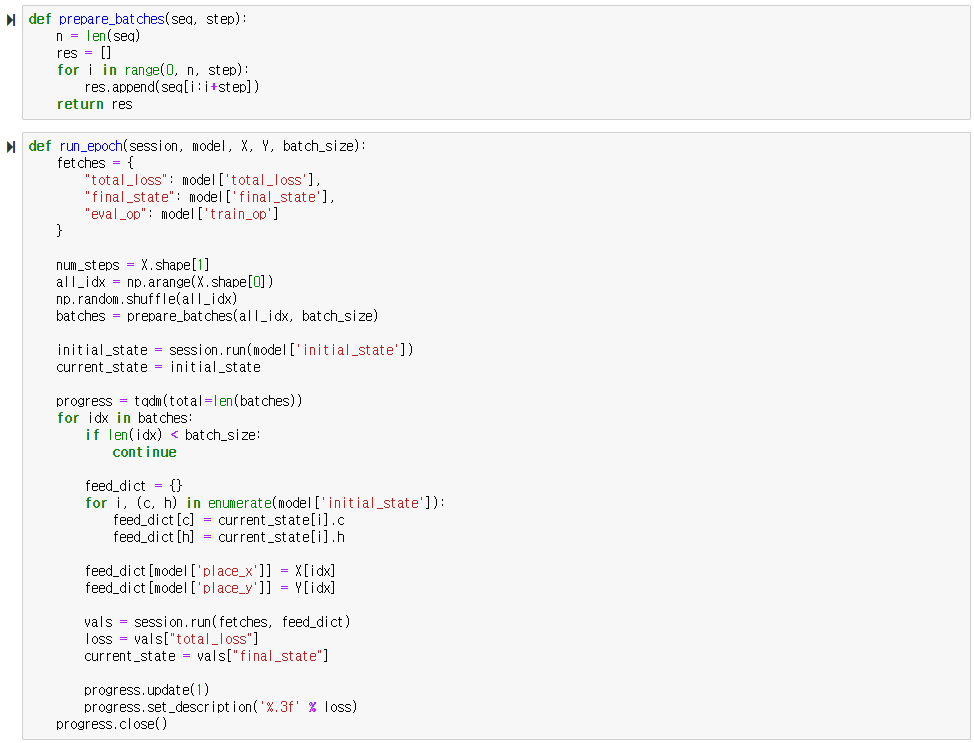 def prepare_batches(seq, step):
    n = len(seq)
    res = []
    for i in range(0, n, step):
        res.append(seq[i:i+step])
    return res
def run_epoch(session, model, X, Y, batch_size):
    fetches = {
        "total_loss": model['total_loss'],
        "final_state": model['final_state'],
        "eval_op": model['train_op']
    }
    num_steps = X.shape[1]
    all_idx = np.arange(X.shape[0])
    np.random.shuffle(all_idx)
    batches = prepare_batches(all_idx, batch_size)
    initial_state = session.run(model['initial_state'])
    current_state = initial_state
    progress = tqdm(total=len(batches))
    for idx in batches:
        if len(idx) < batch_size:
            continue
        feed_dict = {}
        for i, (c, h) in enumerate(model['initial_state']):
            feed_dict[c] = current_state[i].c
            feed_dict[h] = current_state[i].h
        feed_dict[model['place_x']] = X[idx]
        feed_dict[model['place_y']] = Y[idx]
        vals = session.run(fetches, feed_dict)
        loss = vals["total_loss"]
        current_state = vals["final_state"]
        progress.update(1)
        progress.set_description('%.3f' % loss)
    progress.close()